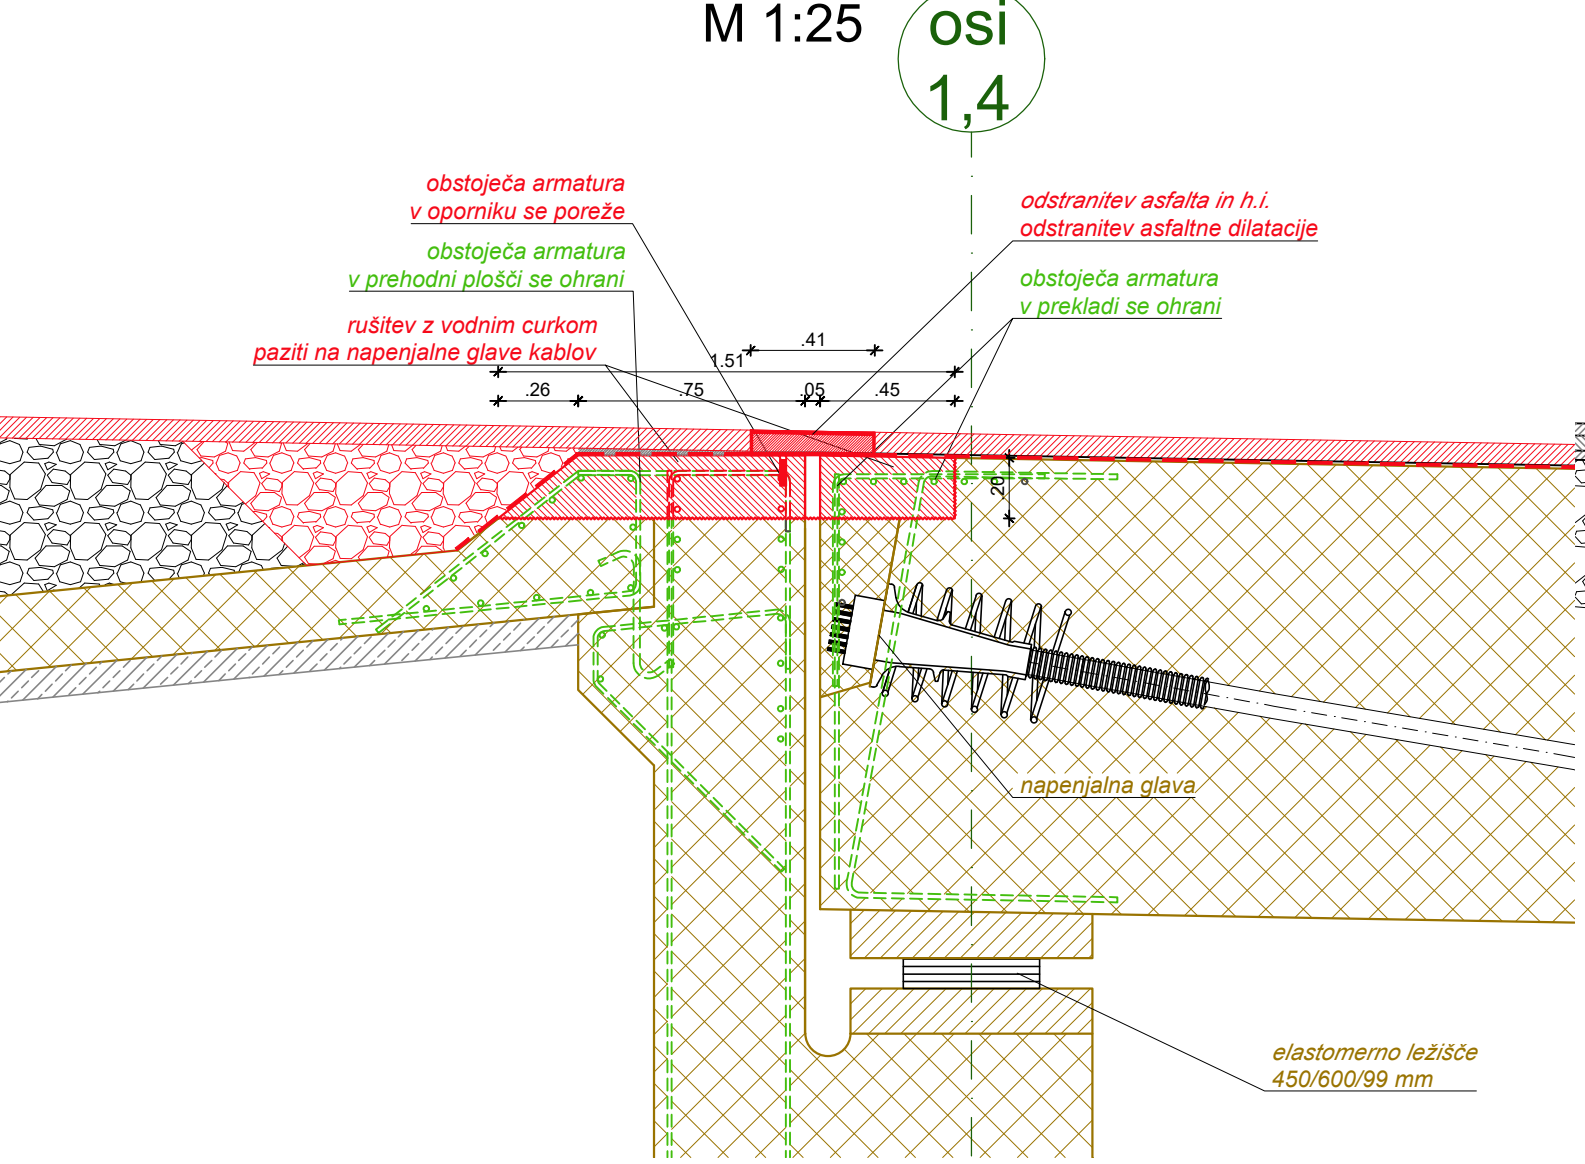 M 1:25
osi
1,4
obstoječa armatura
v oporniku se poreže
obstoječa armatura
v prehodni plošči se ohrani
rušitev z vodnim curkom
paziti na napenjalne glave kablov
odstranitev asfalta in h.i.
odstranitev asfaltne dilatacije
obstoječa armatura
v prekladi se ohrani
.41
1.51
.26 .75 .05 .45
.20
napenjalna glava
elastomerno ležišče
450/600/99 mm